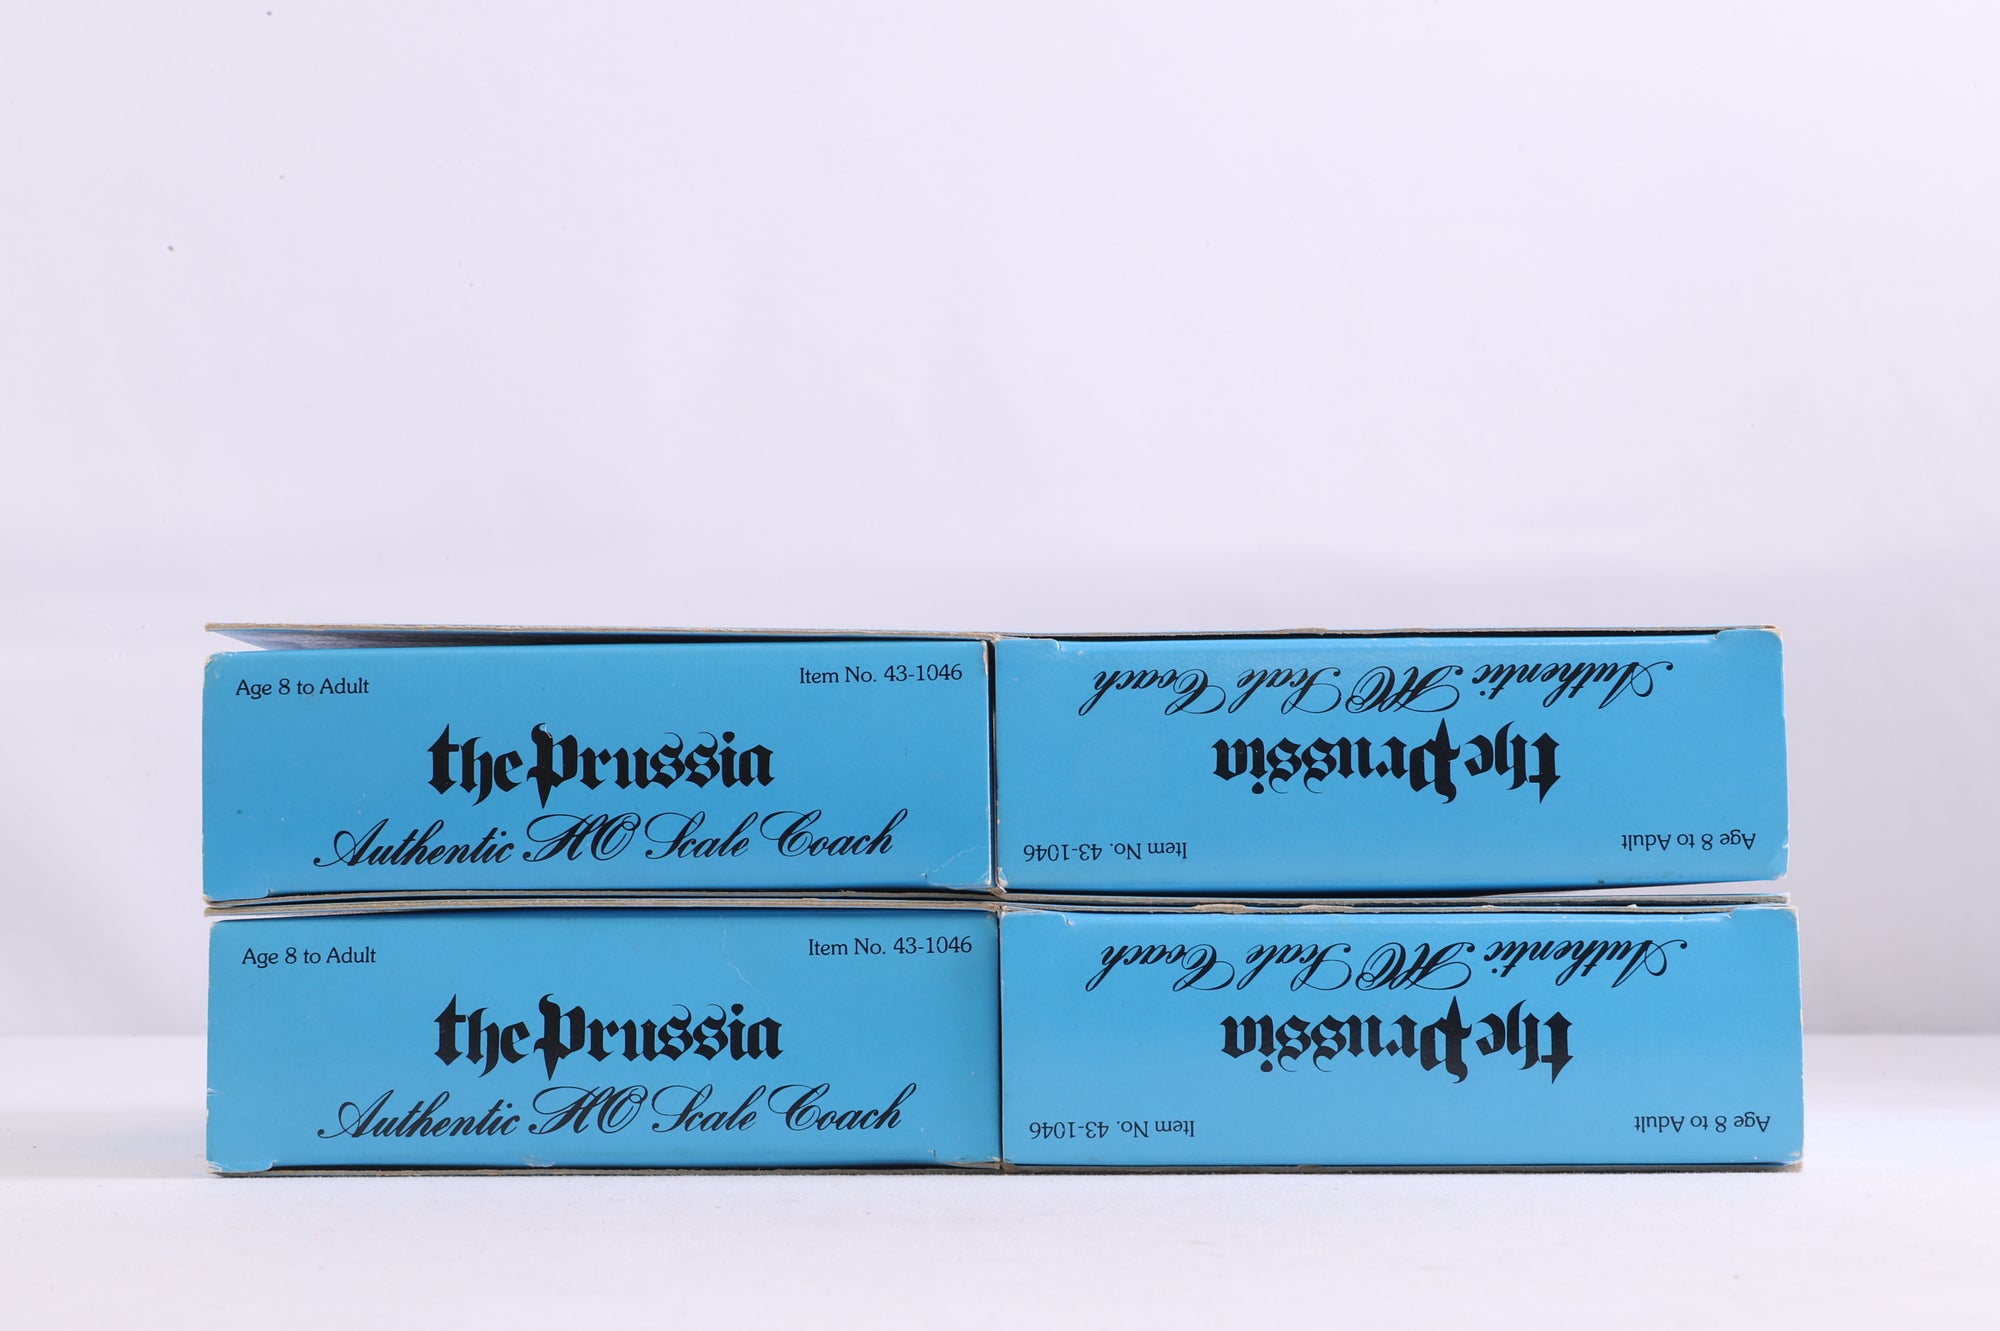 Age 8 to Adult
Item No. 43-1046
the Prussia
Authentic HO Scale Coach
Authentic HO Scale Coach
the Prussia
Item No. 43-1046
Age 8 to Adult
Age 8 to Adult
Item No. 43-1046
the Prussia
Authentic HO Scale Coach
Authentic HO Scale Coach
the Prussia
Item No. 43-1046
Age 8 to Adult